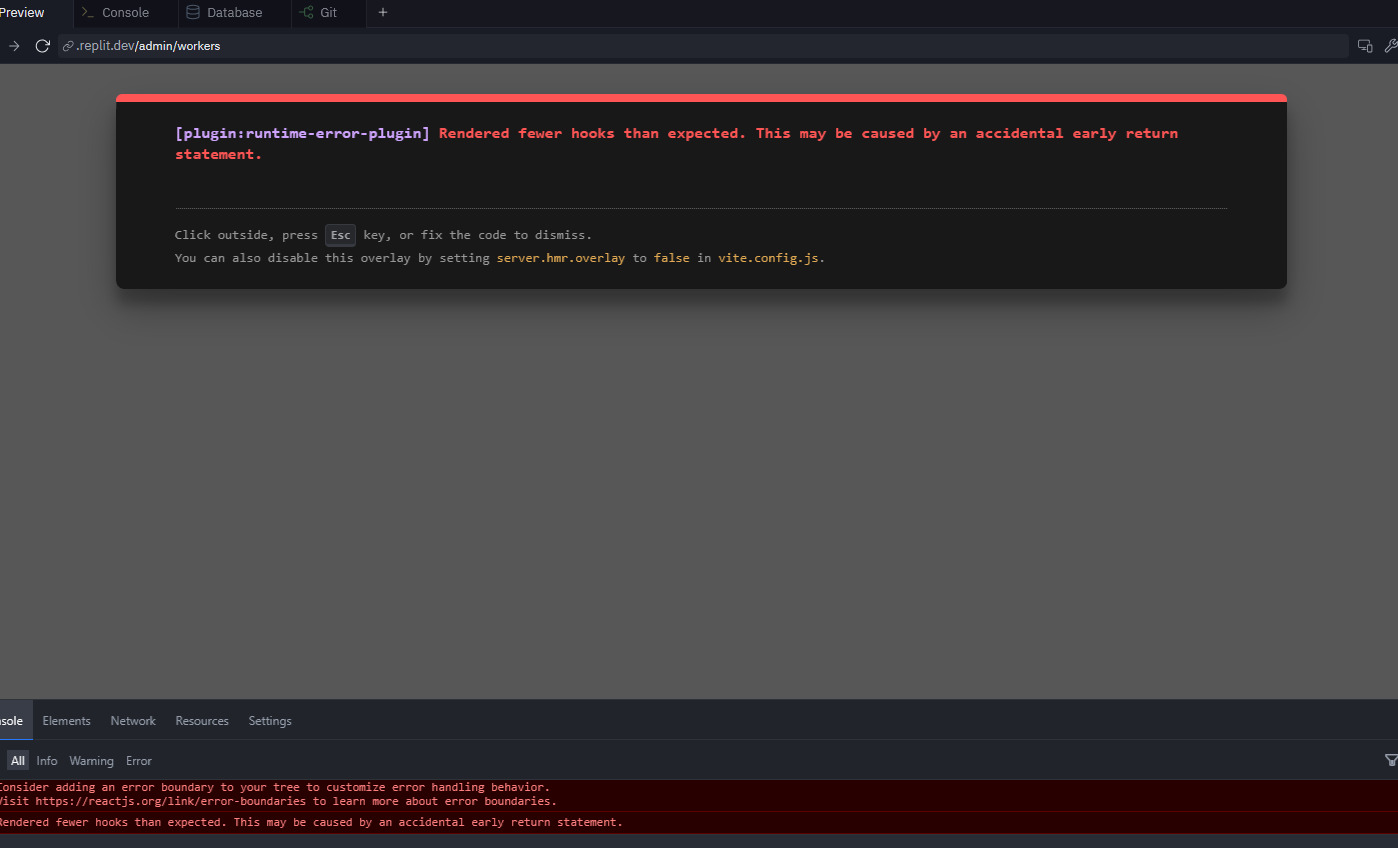 Preview
>_ Console
Database
Git
+
.replit.dev/admin/workers
[plugin:runtime-error-plugin] Rendered fewer hooks than expected. This may be caused by an accidental early return
statement.
Click outside, press Esc key, or fix the code to dismiss.
You can also disable this overlay by setting server.hmr.overlay to false in vite.config.js.
nsole Elements Network Resources Settings
All Info Warning Error
Consider adding an error boundary to your tree to customize error handling behavior.
Visit https://reactjs.org/link/error-boundaries to learn more about error boundaries.
Rendered fewer hooks than expected. This may be caused by an accidental early return statement.